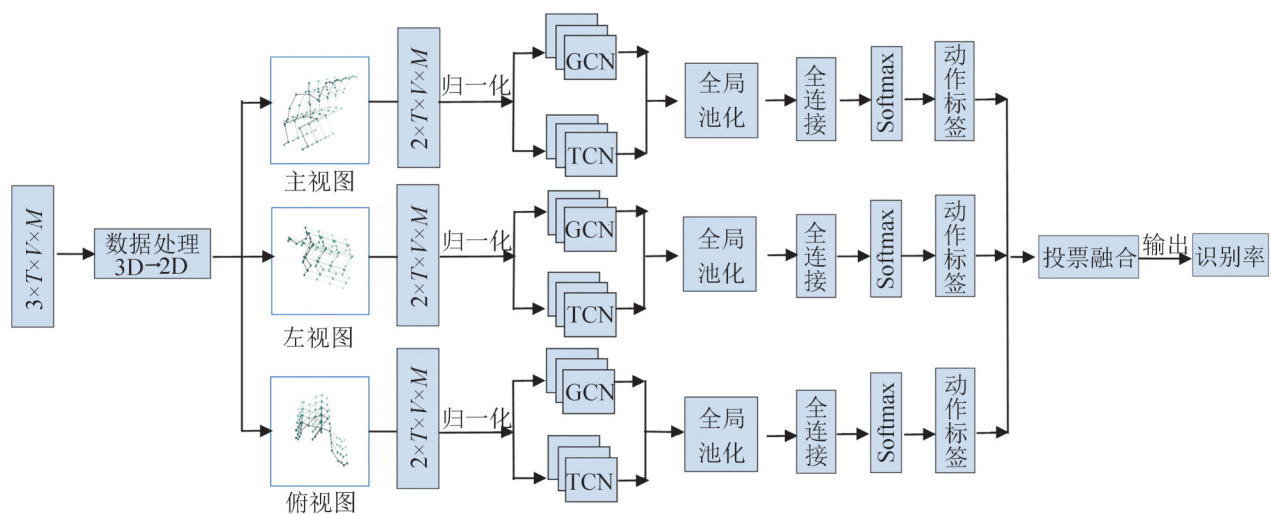 3×T×V×M
数据处理
3D→2D
主视图
2×T×V×M
归一化
GCN
TCN
全局
池化
全连接
Softmax
动作标签
左视图
2×T×V×M
归一化
GCN
TCN
全局
池化
全连接
Softmax
动作标签
俯视图
2×T×V×M
归一化
GCN
TCN
全局
池化
全连接
Softmax
动作标签
投票融合
输出
识别率